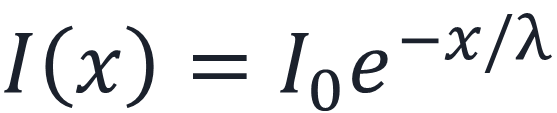 I(x) = I₀e^{−x/λ}